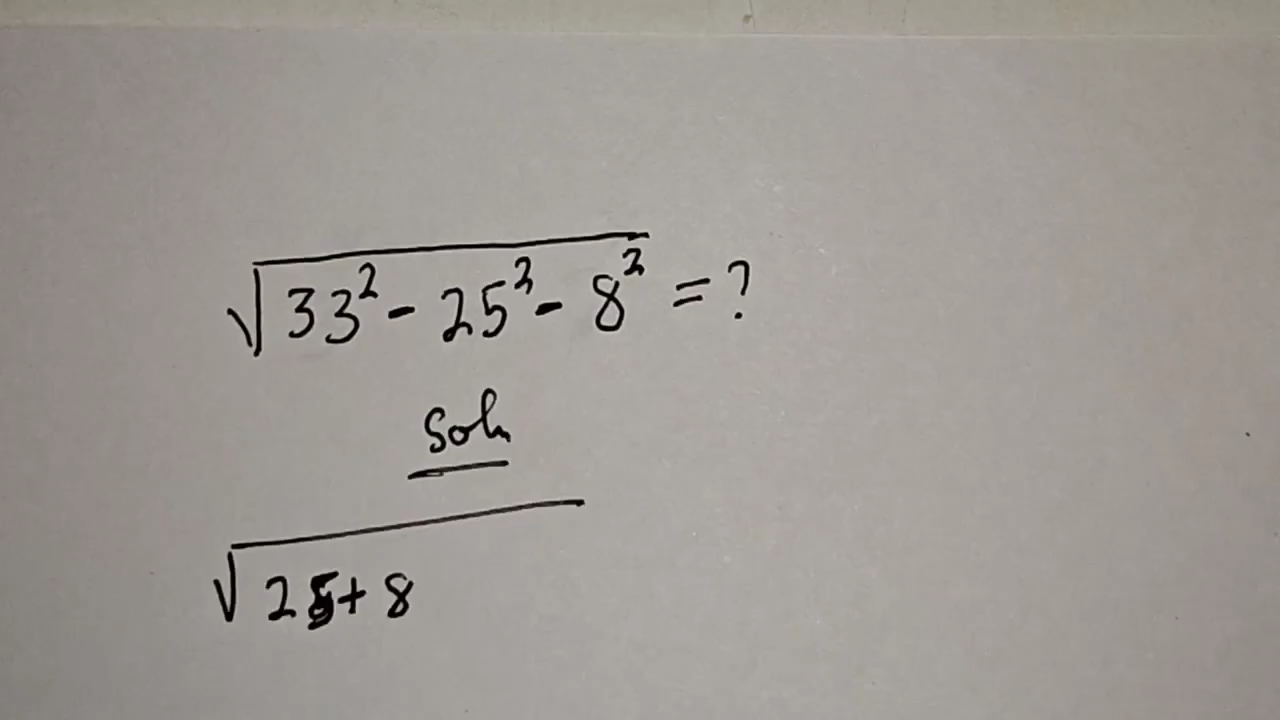 √33² - 25² - 8² = ?
Soln
√25 + 8